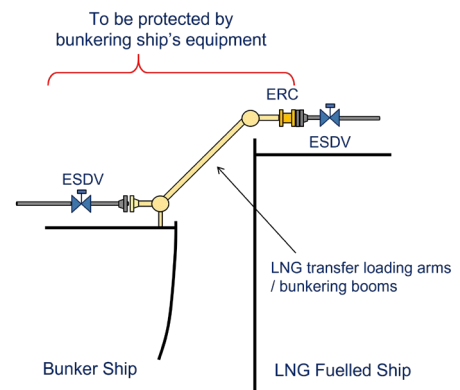 To be protected by
bunkering ship's equipment
ERC
ESDV
ESDV
LNG transfer loading arms
/ bunkering booms
Bunker Ship
LNG Fuelled Ship